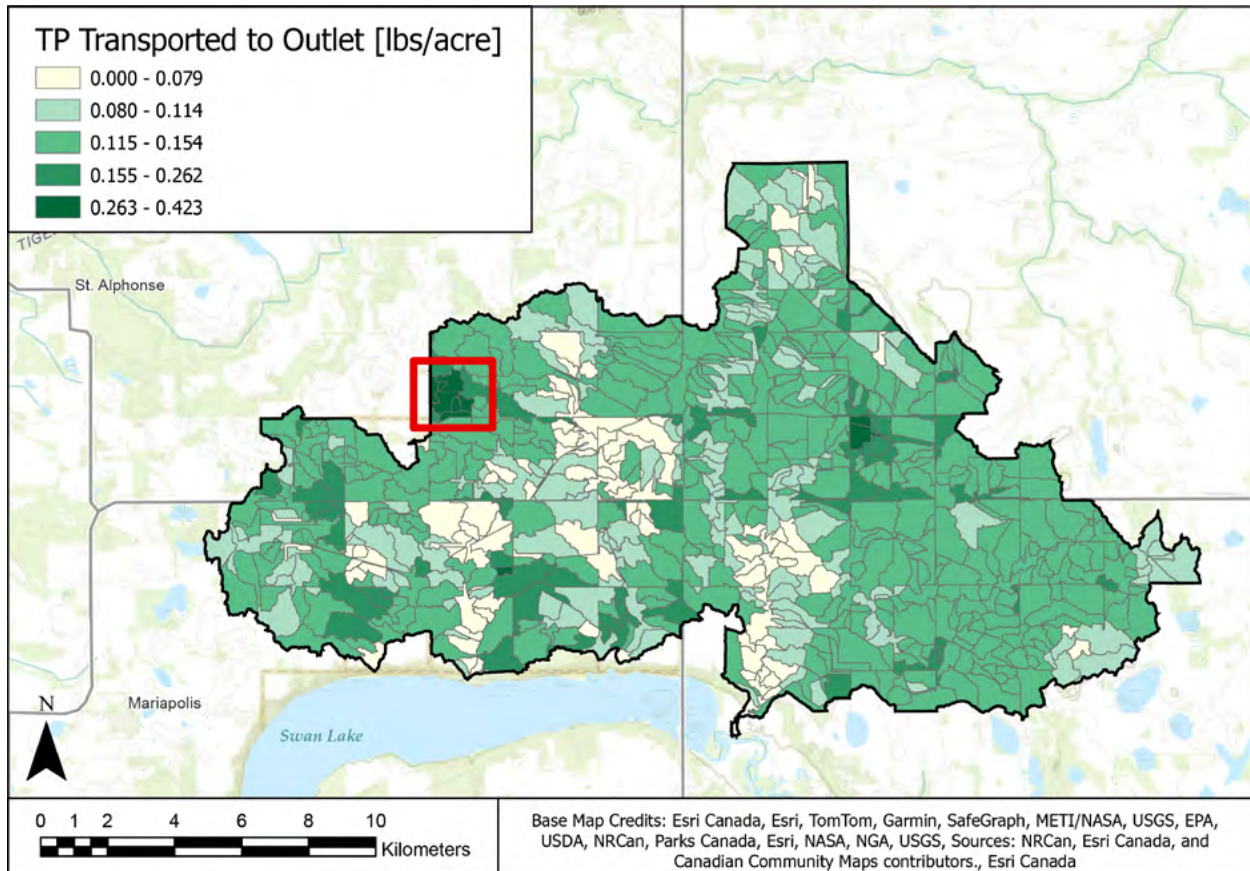 TP Transported to Outlet [lbs/acre]
0.000 - 0.079
0.080 - 0.114
0.115 - 0.154
0.155 - 0.262
0.263 - 0.423
St. Alphonse
Mariapolis
Swan Lake
N
0 1 2 4 6 8 10
Kilometers
Base Map Credits: Esri Canada, Esri, TomTom, Garmin, SafeGraph, METI/NASA, USGS, EPA,
USDA, NRCan, Parks Canada, Esri, NASA, NGA, USGS, Sources: NRCan, Esri Canada, and
Canadian Community Maps contributors., Esri Canada